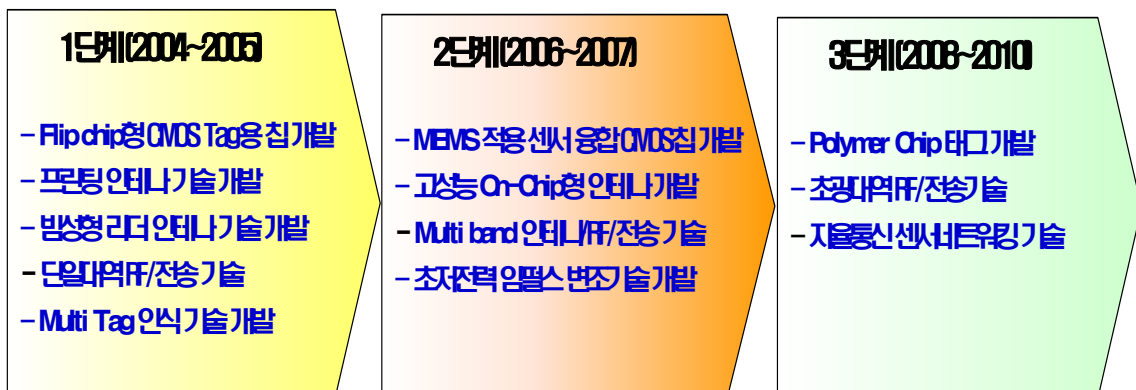 1단계(2004~2005)
- Flip chip형 CMOS Tag용 칩 개발
- 프린팅 안테나 기술 개발
- 빔성형 리더 안테나 기술 개발
- 단일대역 RF/전송 기술
- Multi Tag 인식 기술 개발
2단계(2006~2007)
- MEMS 적용 센서 융합 CMOS칩 개발
- 고성능 On-Chip형 안테나 개발
- Multi band 안테나/RF/전송 기술
- 초저전력 임펄스 변조기술 개발
3단계(2008~2010)
- Polymer Chip 태그 개발
- 초광대역 RF/전송기술
- 자율통신 센서네트워킹 기술